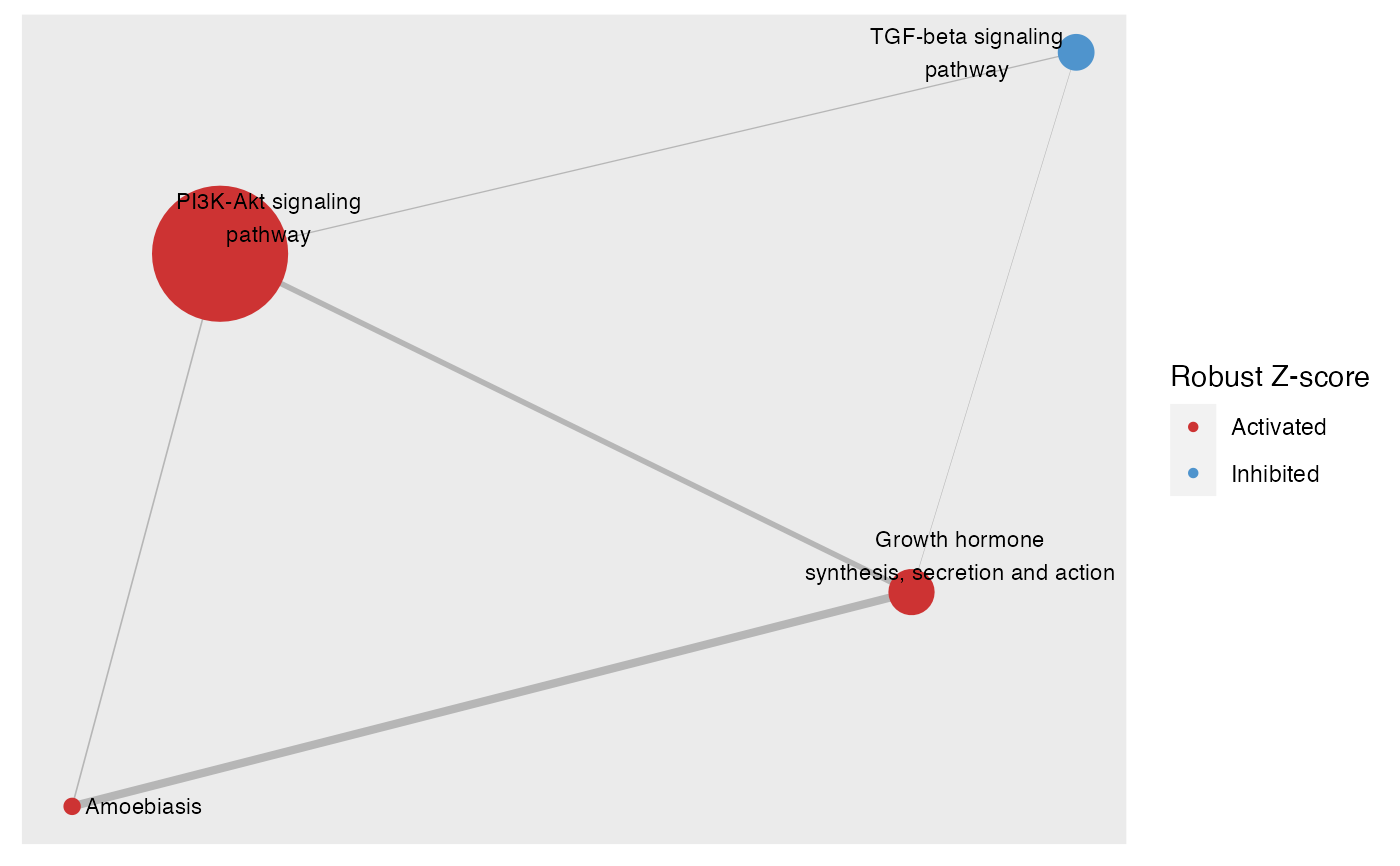 TGF-beta signaling
pathway
PI3K-Akt signaling
pathway
Growth hormone
synthesis, secretion and action
Amoebiasis
Robust Z-score
Activated
Inhibited